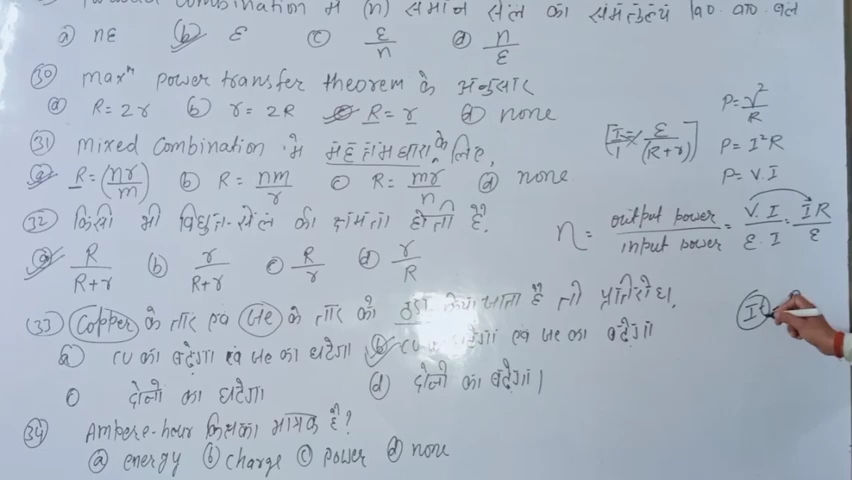 Combination में (n) समान सेल का समतुल्य वि० वा० बल
a) nE (b) ε c) ε/n d) n/ε
(30) maxᵐ power transfer theorem के अनुसार
(a) R = 2r (b) r = 2R (c) R = r (d) none
(31) mixed Combination में महत्तम धारा के लिए,
(a) R = (nr/m) (b) R = nm/r (c) R = mr/n (d) none
(32) किसी भी विद्युत-सेल की क्षमता होती है?
(a) R/(R+r) (b) r/(R+r) (c) R/r (d) r/R
(33) Copper के तार एवं Ge के तार को ठंडा किया जाता है तो प्रतिरोध
(a) cu का बढ़ेगा एवं Ge का घटेगा (b) cu का घटेगा एवं Ge का बढ़ेगा
(c) दोनों का घटेगा (d) दोनों का बढ़ेगा।
(34) Ampere-hour किसका मात्रक है?
(a) energy (b) charge (c) power (d) none
P = V²/R
[I/1 = ε/(R+r)] P = I²R
P = V.I
η = output power/input power = V.I/ε.I = IR/ε